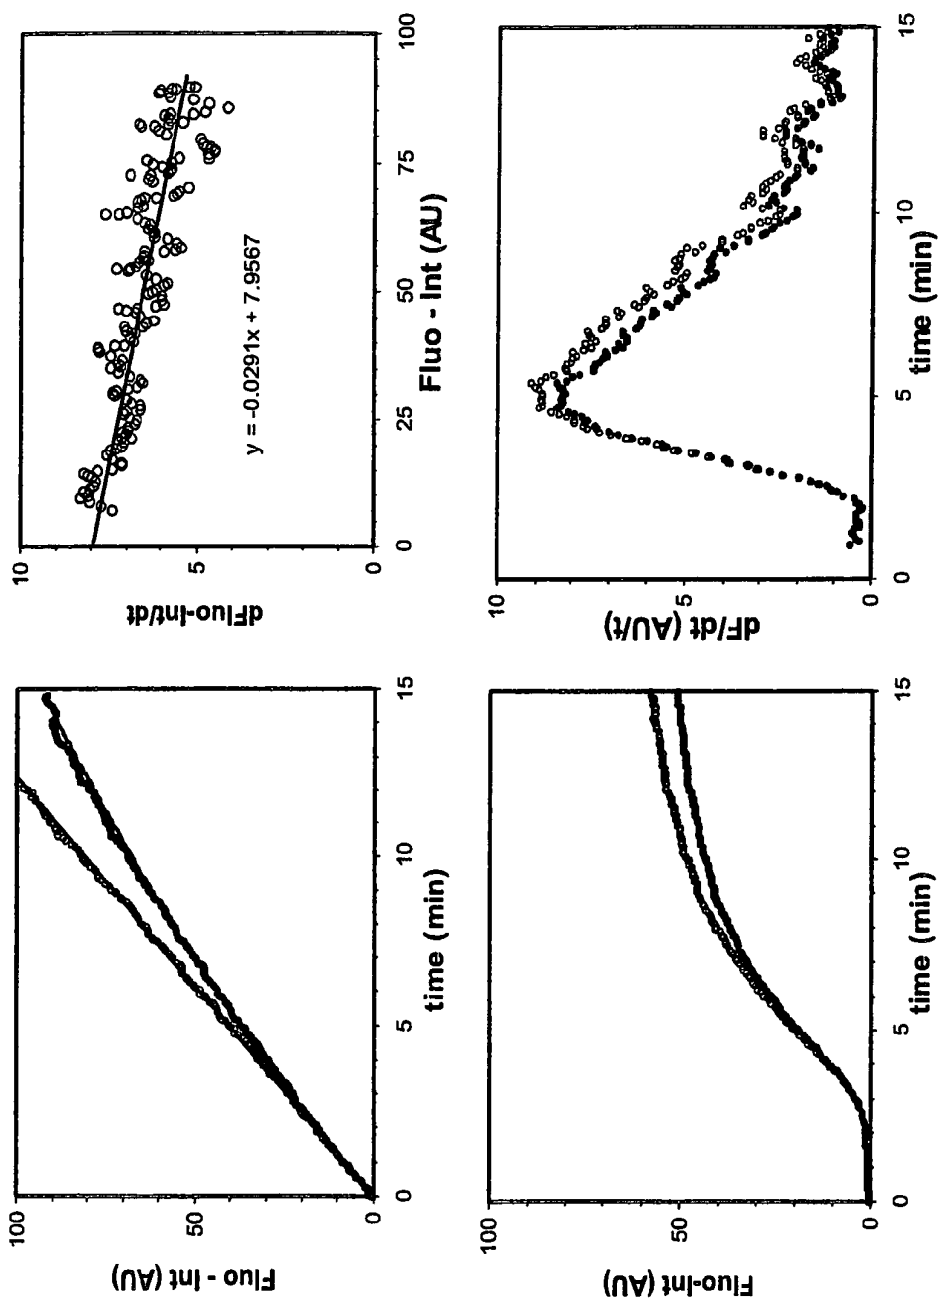 Fluo - Int (AU)
100
50
0
0 5 10 15
time (min)
dFluo-Int/dt
10
5
0
y = -0.0291x + 7.9567
0 25 50 75 100
Fluo - Int (AU)
Fluo-Int (AU)
100
50
0
0 5 10 15
time (min)
dF/dt (AU/t)
10
5
0
0 5 10 15
time (min)